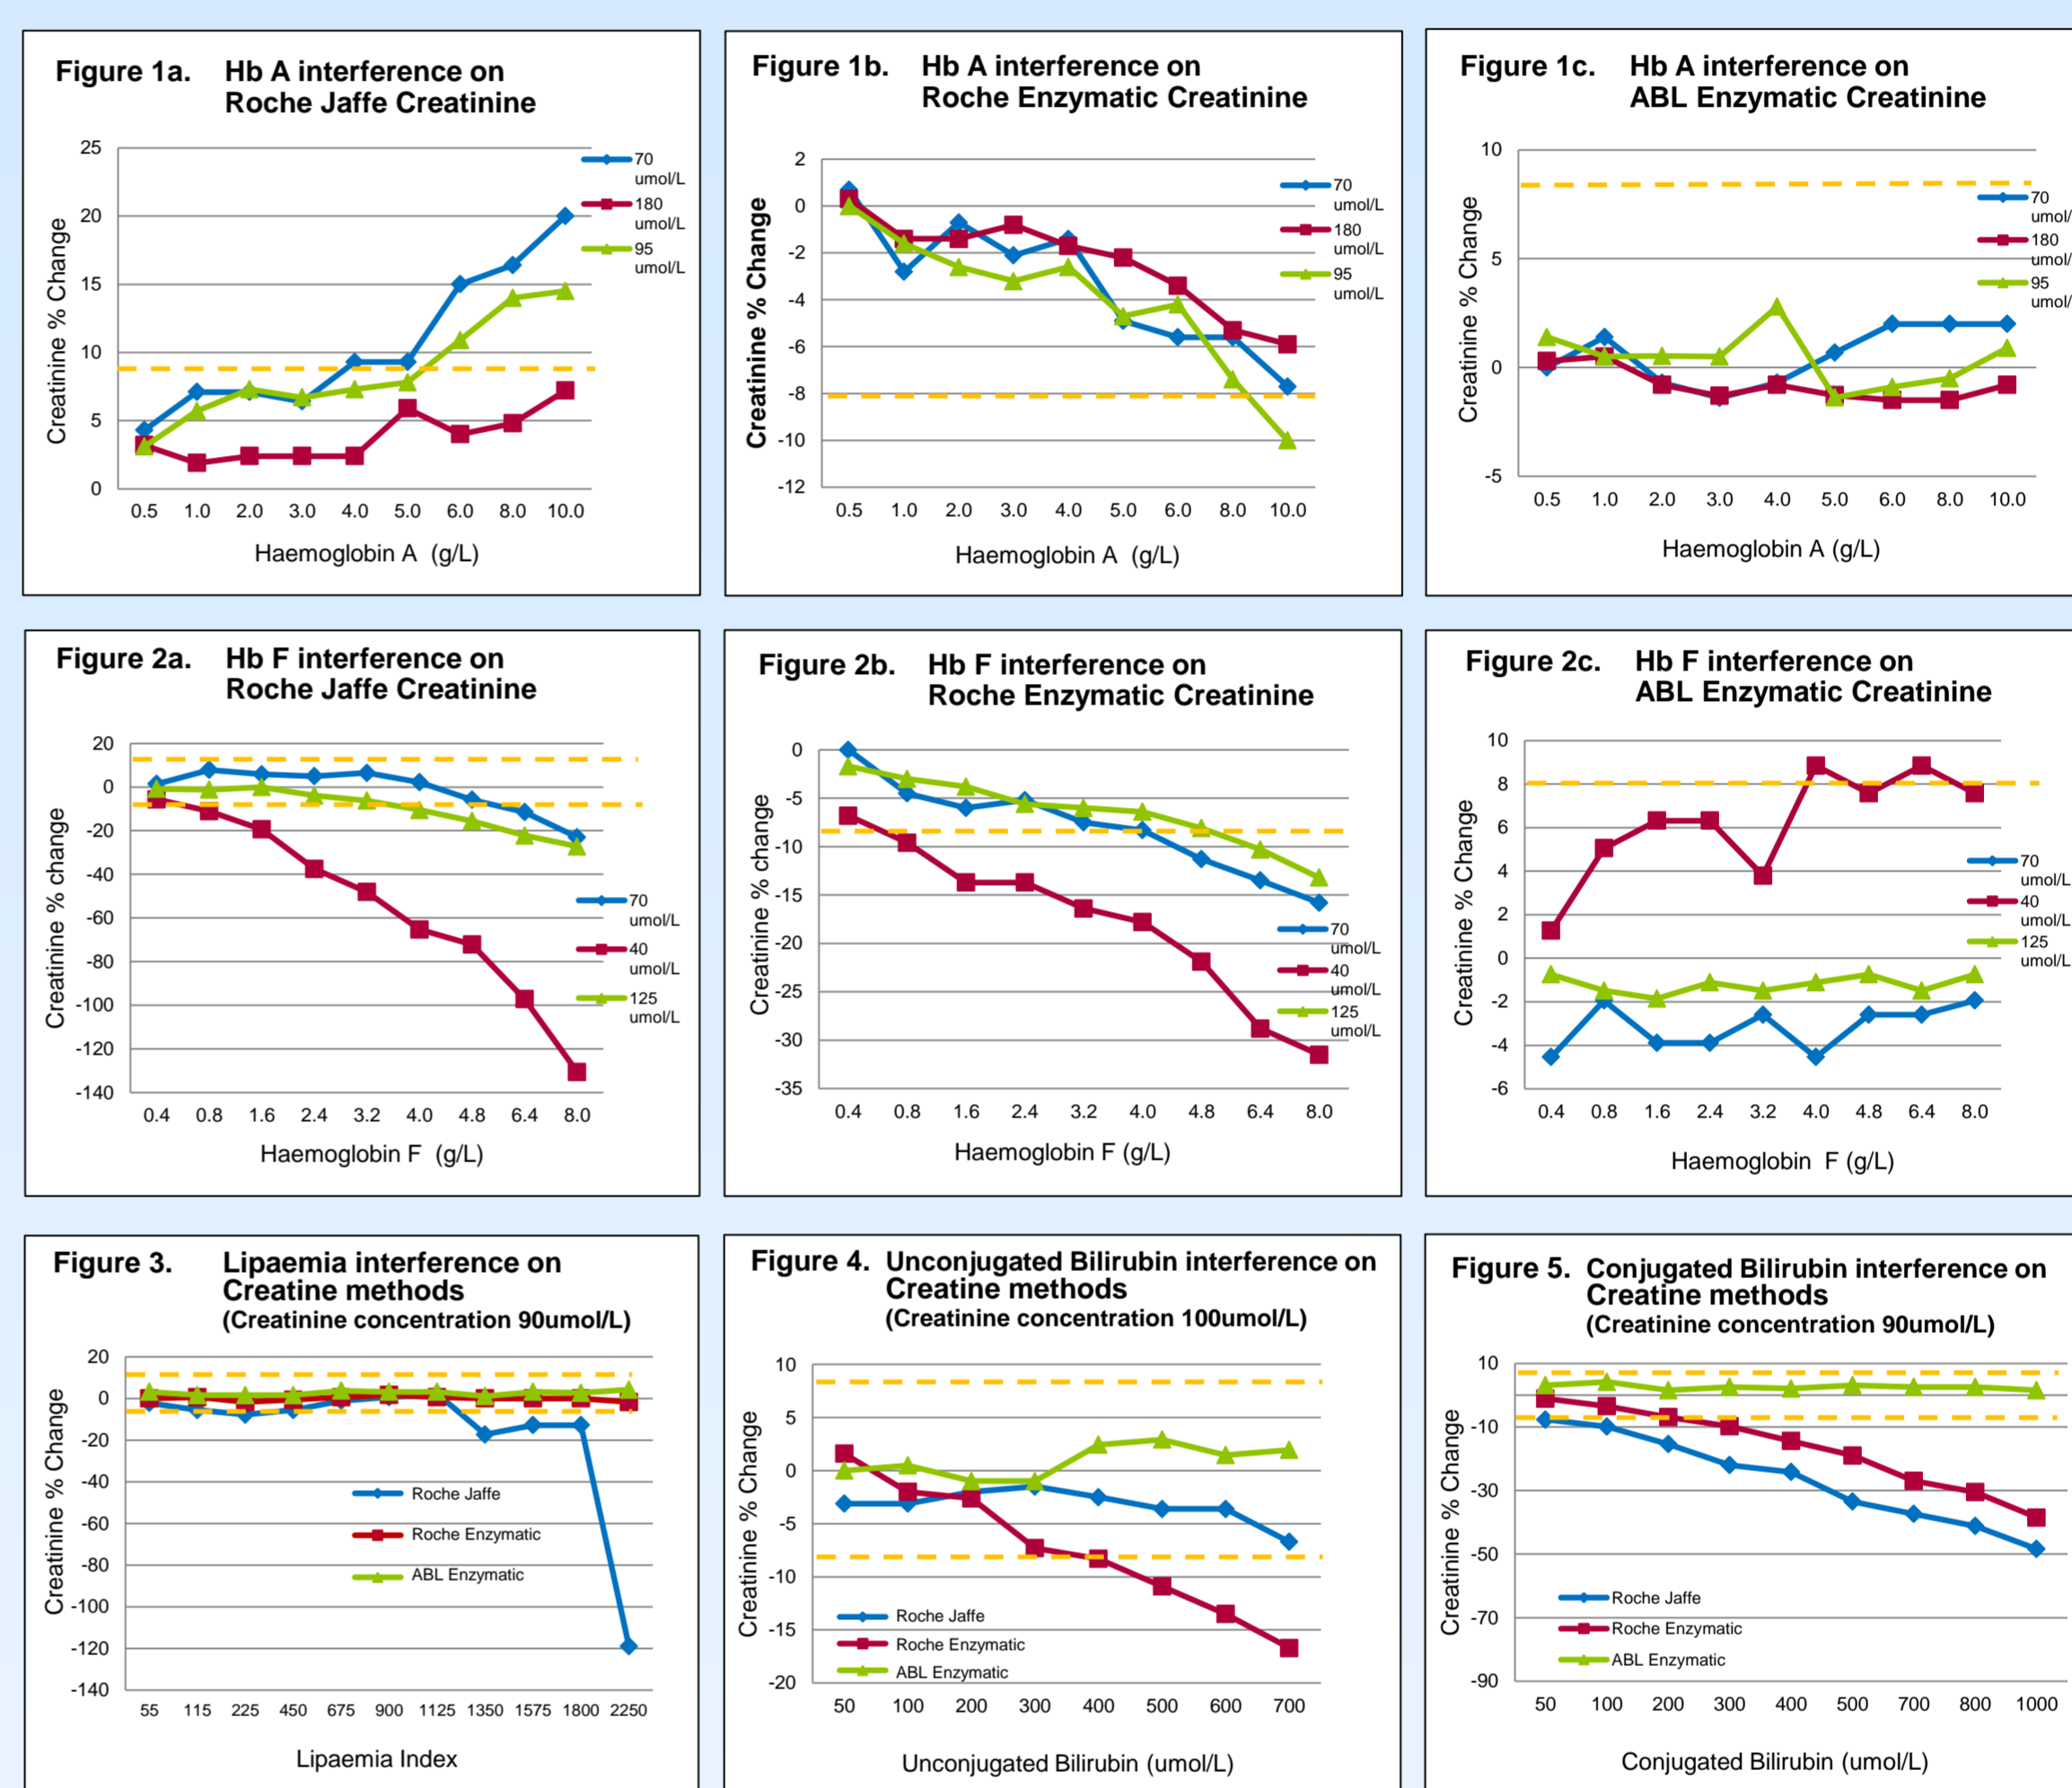 Figure 1a. Hb A interference on
Roche Jaffe Creatinine
25
20
15
10
5
0
Creatinine % Change
70
umol/L
180
umol/L
95
umol/L
0.5 1.0 2.0 3.0 4.0 5.0 6.0 8.0 10.0
Haemoglobin A (g/L)
Figure 1b. Hb A interference on
Roche Enzymatic Creatinine
2
0
-2
-4
-6
-8
-10
-12
Creatinine % Change
70
umol/L
180
umol/L
95
umol/L
0.5 1.0 2.0 3.0 4.0 5.0 6.0 8.0 10.0
Haemoglobin A (g/L)
Figure 1c. Hb A interference on
ABL Enzymatic Creatinine
10
5
0
-5
Creatinine % Change
70
umol/
180
umol/
95
umol/
0.5 1.0 2.0 3.0 4.0 5.0 6.0 8.0 10.0
Haemoglobin A (g/L)
Figure 2a. Hb F interference on
Roche Jaffe Creatinine
20
0
-20
-40
-60
-80
-100
-120
-140
Creatinine % change
70
umol/L
40
umol/L
125
umol/L
0.4 0.8 1.6 2.4 3.2 4.0 4.8 6.4 8.0
Haemoglobin F (g/L)
Figure 2b. Hb F interference on
Roche Enzymatic Creatinine
0
-5
-10
-15
-20
-25
-30
-35
Creatinine % change
70
umol/L
40
umol/L
125
umol/L
0.4 0.8 1.6 2.4 3.2 4.0 4.8 6.4 8.0
Haemoglobin F (g/L)
Figure 2c. Hb F interference on
ABL Enzymatic Creatinine
10
8
6
4
2
0
-2
-4
-6
Creatinine % Change
70
umol/L
40
umol/L
125
umol/L
0.4 0.8 1.6 2.4 3.2 4.0 4.8 6.4 8.0
Haemoglobin F (g/L)
Figure 3. Lipaemia interference on
Creatine methods
(Creatinine concentration 90umol/L)
20
0
-20
-40
-60
-80
-100
-120
-140
Creatinine % Change
Roche Jaffe
Roche Enzymatic
ABL Enzymatic
55 115 225 450 675 900 1125 1350 1575 1800 2250
Lipaemia Index
Figure 4. Unconjugated Bilirubin interference on
Creatine methods
(Creatinine concentration 100umol/L)
10
5
0
-5
-10
-15
-20
Creatinine % Change
Roche Jaffe
Roche Enzymatic
ABL Enzymatic
50 100 200 300 400 500 600 700
Unconjugated Bilirubin (umol/L)
Figure 5. Conjugated Bilirubin interference on
Creatine methods
(Creatinine concentration 90umol/L)
10
-10
-30
-50
-70
-90
Creatinine % Change
Roche Jaffe
Roche Enzymatic
ABL Enzymatic
50 100 200 300 400 500 700 800 1000
Conjugated Bilirubin (umol/L)